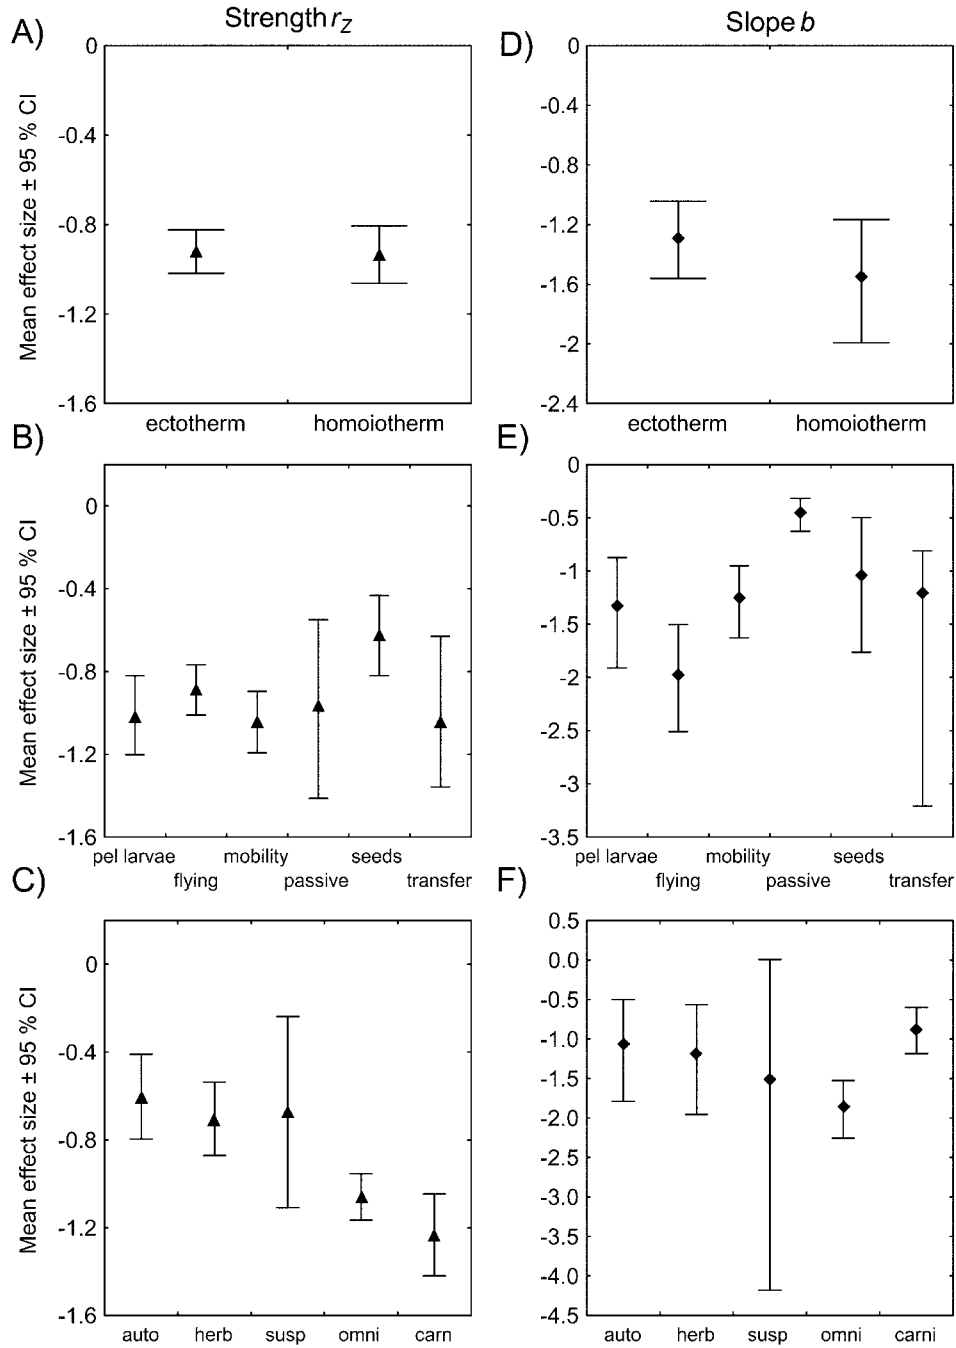 Strength rZ
Slope b
A)
0
-0.4
-0.8
-1.2
-1.6
Mean effect size ± 95 % CI
ectotherm homoiotherm
D)
0
-0.4
-0.8
-1.2
-1.6
-2
-2.4
ectotherm homoiotherm
B)
0
-0.4
-0.8
-1.2
-1.6
Mean effect size ± 95 % CI
pel larvae mobility seeds
flying passive transfer
E)
0
-0.5
-1
-1.5
-2
-2.5
-3
-3.5
pel larvae mobility seeds
flying passive transfer
C)
0
-0.4
-0.8
-1.2
-1.6
Mean effect size ± 95 % CI
auto herb susp omni carn
F)
0.5
0.0
-0.5
-1.0
-1.5
-2.0
-2.5
-3.0
-3.5
-4.0
-4.5
auto herb susp omni carni